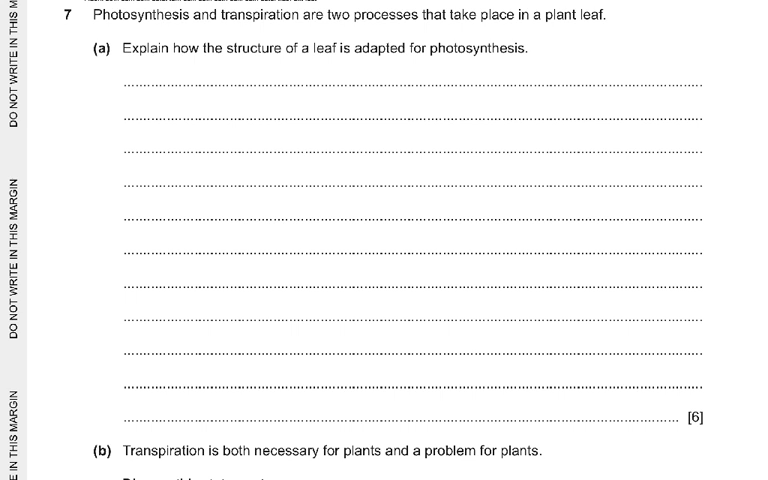 7 Photosynthesis and transpiration are two processes that take place in a plant leaf.
(a) Explain how the structure of a leaf is adapted for photosynthesis.
[6]
(b) Transpiration is both necessary for plants and a problem for plants.
DO NOT WRITE IN THIS M
DO NOT WRITE IN THIS MARGIN
E IN THIS MARGIN